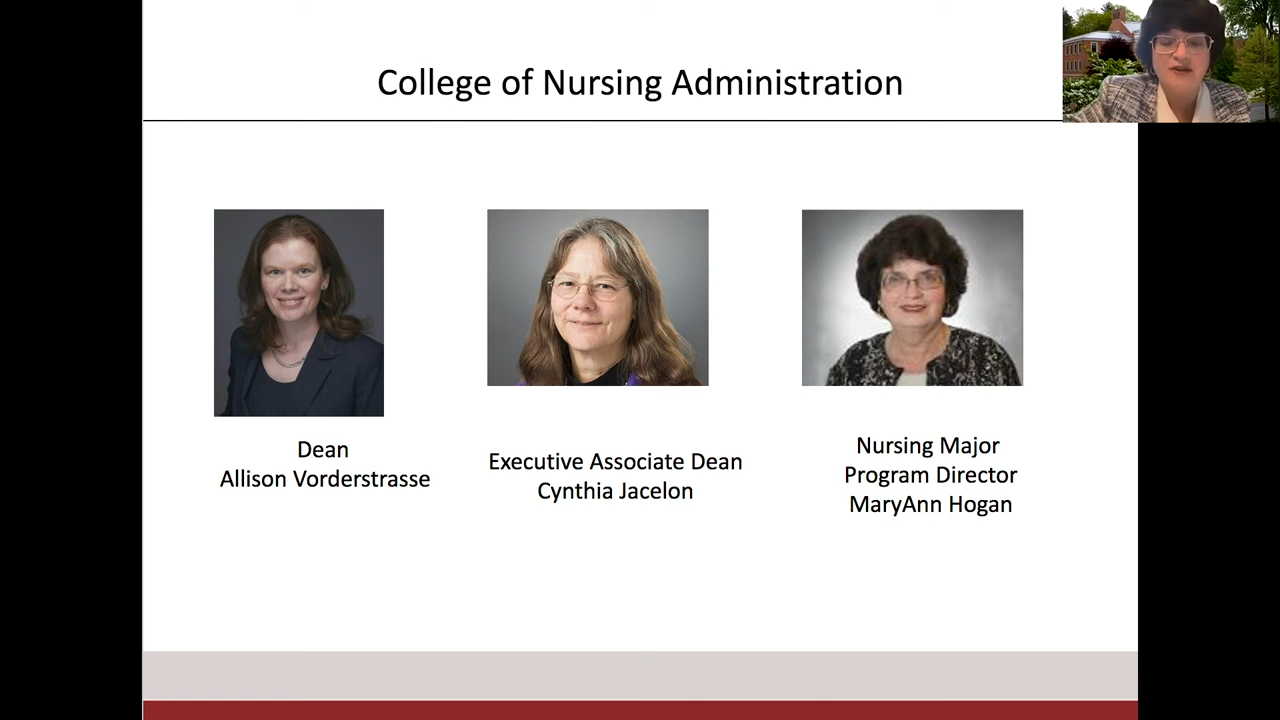 College of Nursing Administration
Dean
Allison Vorderstrasse
Executive Associate Dean
Cynthia Jacelon
Nursing Major
Program Director
MaryAnn Hogan